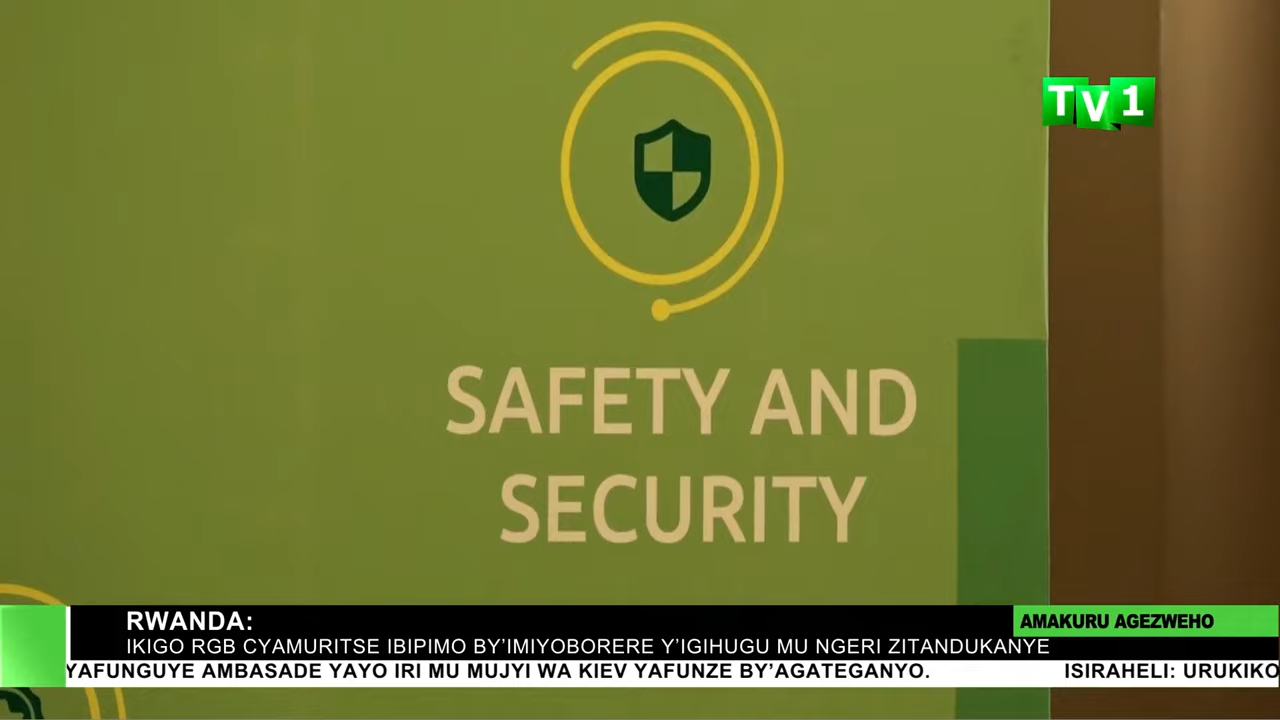 TV1
SAFETY AND
SECURITY
RWANDA:
AMAKURU AGEZWEHO
IKIGO RGB CYAMURITSE IBIPIMO BY'IMIYOBORERE Y'IGIHUGU MU NGERI ZITANDUKANYE
YAFUNGUYE AMBASADE YAYO IRI MU MUJYI WA KIEV YAFUNZE BY'AGATEGANYO. ISIRAHELI: URUKIKO